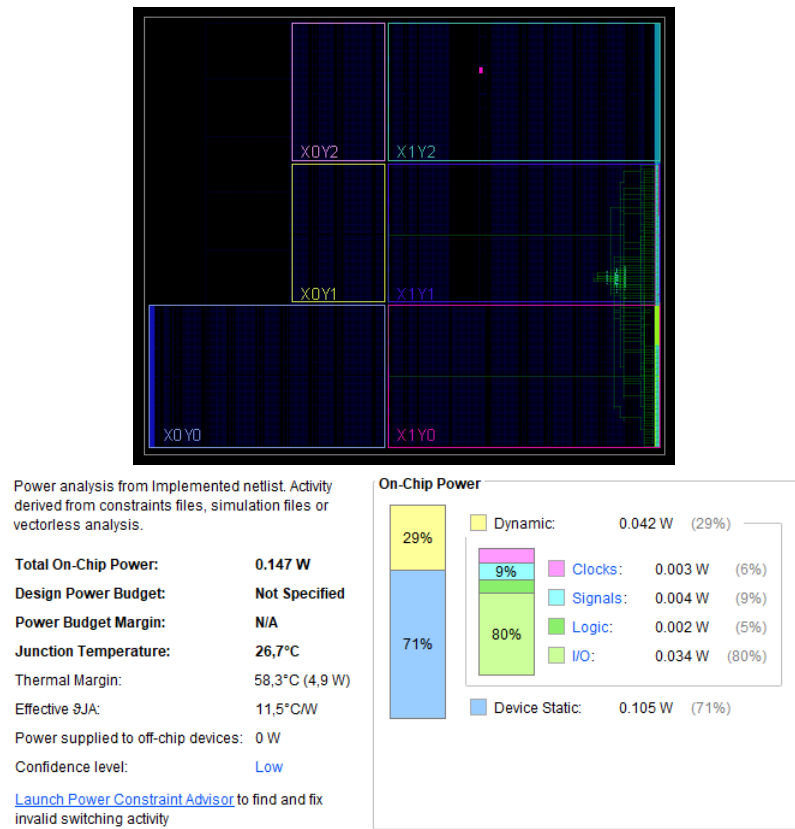 X0Y2
X1Y2
X0Y1
X1Y1
X0Y0
X1Y0
Power analysis from Implemented netlist. Activity
derived from constraints files, simulation files or
vectorless analysis.
Total On-Chip Power: 0.147 W
Design Power Budget: Not Specified
Power Budget Margin: N/A
Junction Temperature: 26,7°C
Thermal Margin: 58,3°C (4,9 W)
Effective ϑJA: 11,5°C/W
Power supplied to off-chip devices: 0 W
Confidence level: Low
Launch Power Constraint Advisor to find and fix
invalid switching activity
On-Chip Power
29%
71%
Dynamic: 0.042 W (29%)
9%
80%
Clocks: 0.003 W (6%)
Signals: 0.004 W (9%)
Logic: 0.002 W (5%)
I/O: 0.034 W (80%)
Device Static: 0.105 W (71%)